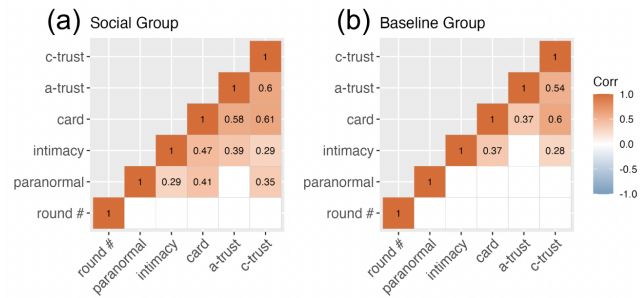 (a) Social Group
(b) Baseline Group
c-trust 1
a-trust 1 0.6
card 1 0.58 0.61
intimacy 1 0.47 0.39 0.29
paranormal 1 0.29 0.41 0.35
round # 1
round # paranormal intimacy card a-trust c-trust
c-trust 1
a-trust 1 0.54
card 1 0.37 0.6
intimacy 1 0.37 0.28
paranormal 1
round # 1
round # paranormal intimacy card a-trust c-trust
Corr
1.0
0.5
0.0
-0.5
-1.0